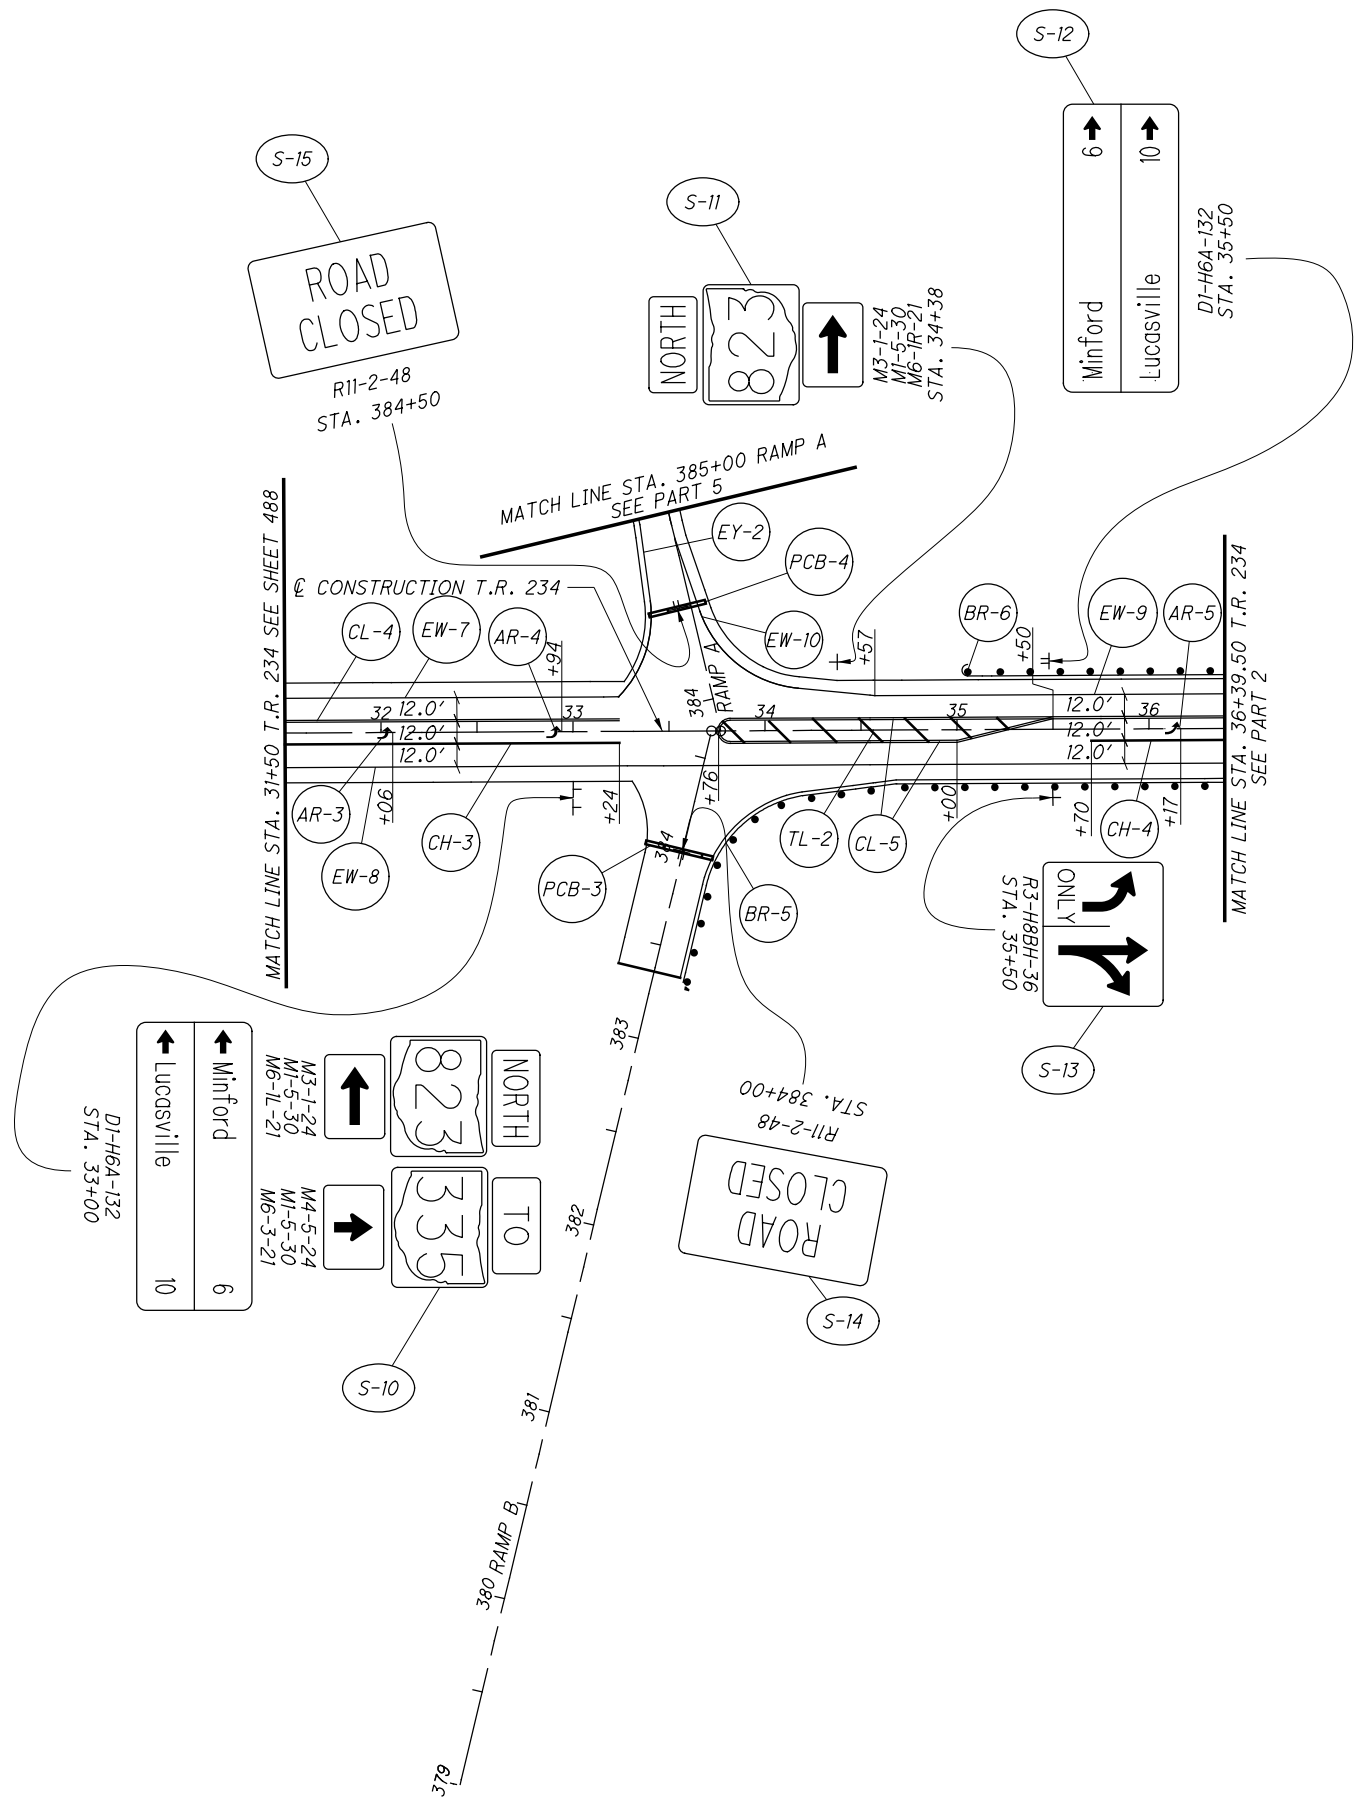 S-12
6
10
Minford
Lucasville
D1-H6A-132
STA. 35+50
S-15
ROAD
CLOSED
R11-2-48
STA. 384+50
S-11
NORTH
823
M3-1-24
M1-5-30
M6-1R-21
STA. 34+38
MATCH LINE STA. 385+00 RAMP A
SEE PART 5
EY-2
PCB-4
℄ CONSTRUCTION T.R. 234
MATCH LINE STA. 31+50 T.R. 234 SEE SHEET 488
CL-4
EW-7
AR-4
+94
EW-10
+57
BR-6
+50
EW-9
AR-5
MATCH LINE STA. 36+39.50 T.R. 234
SEE PART 2
384
RAMP A
32
33
34
35
36
12.0'
12.0'
12.0'
12.0'
12.0'
12.0'
AR-3
+06
EW-8
CH-3
+24
+76
384
PCB-3
BR-5
TL-2
CL-5
+00
+70
CH-4
+17
ONLY
R3-H8BH-36
STA. 35+50
S-13
383
382
381
380 RAMP B
379
STA. 384+00
R11-2-48
ROAD
CLOSED
S-14
NORTH
823
M3-1-24
M1-5-30
M6-1L-21
TO
335
M4-5-24
M1-5-30
M6-3-21
S-10
Minford 6
Lucasville 10
D1-H6A-132
STA. 33+00